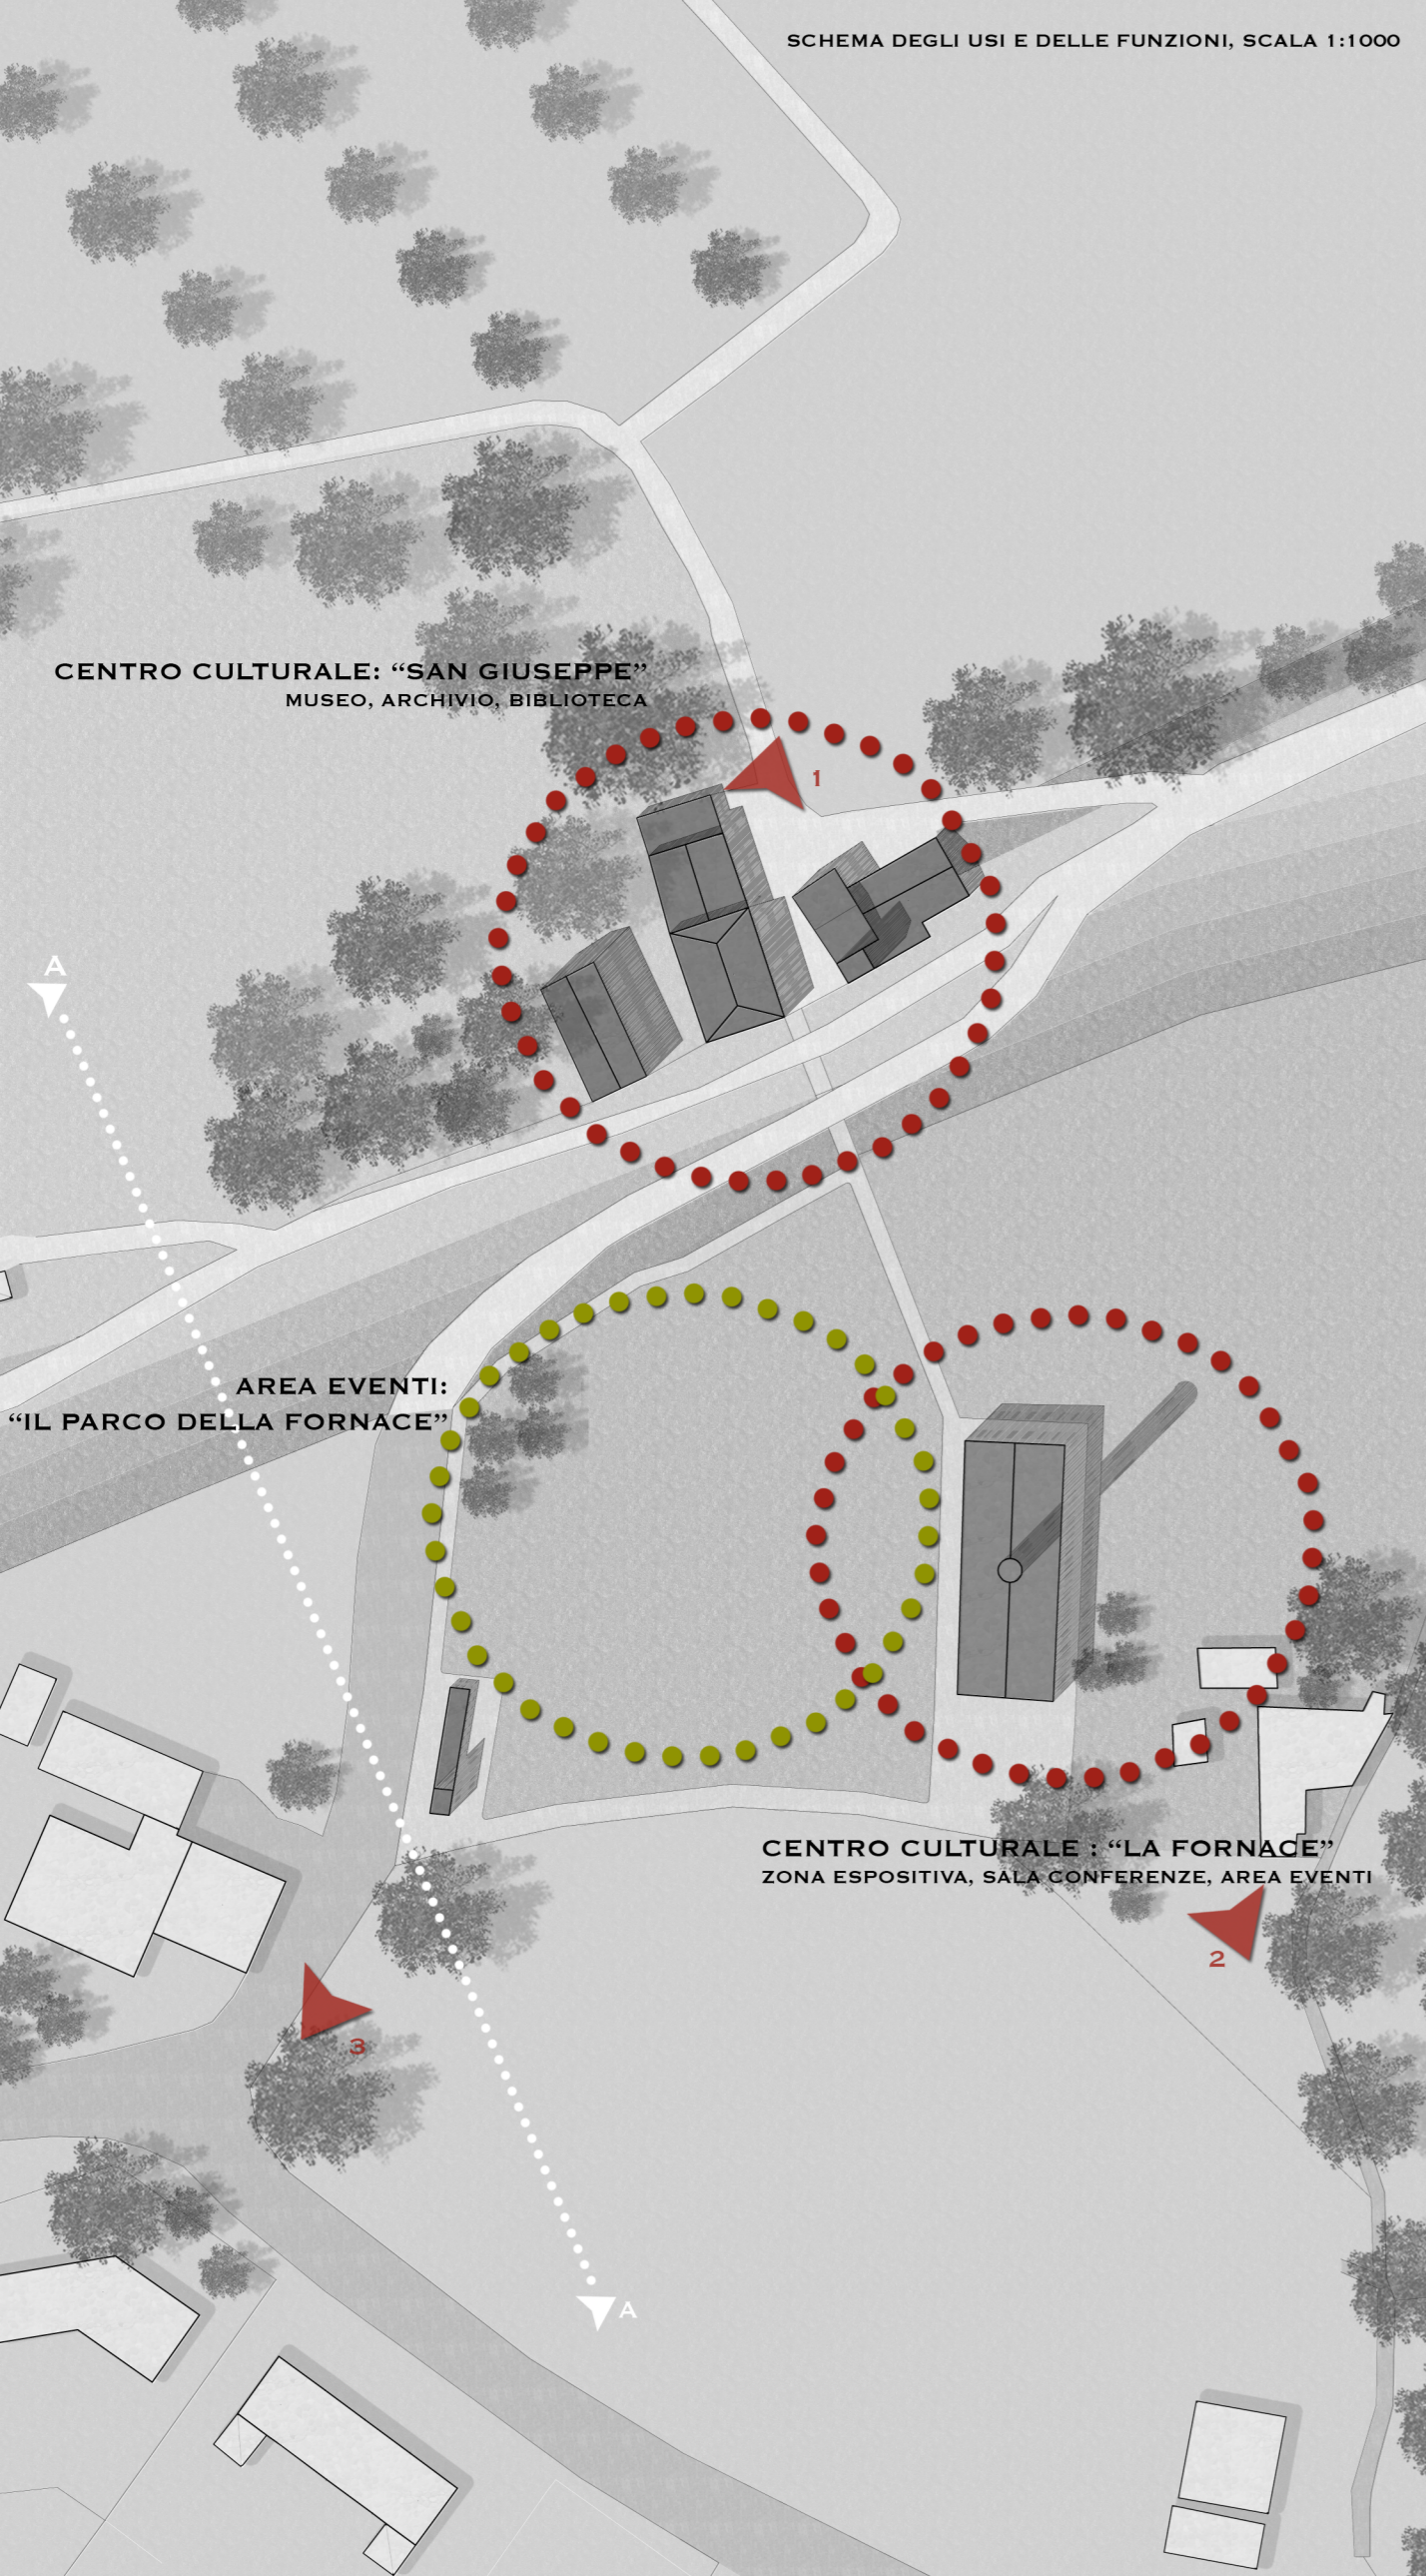 SCHEMA DEGLI USI E DELLE FUNZIONI, SCALA 1:1000
CENTRO CULTURALE: “SAN GIUSEPPE”
MUSEO, ARCHIVIO, BIBLIOTECA
1
A
AREA EVENTI:
“IL PARCO DELLA FORNACE”
CENTRO CULTURALE : “LA FORNACE”
ZONA ESPOSITIVA, SALA CONFERENZE, AREA EVENTI
2
3
A